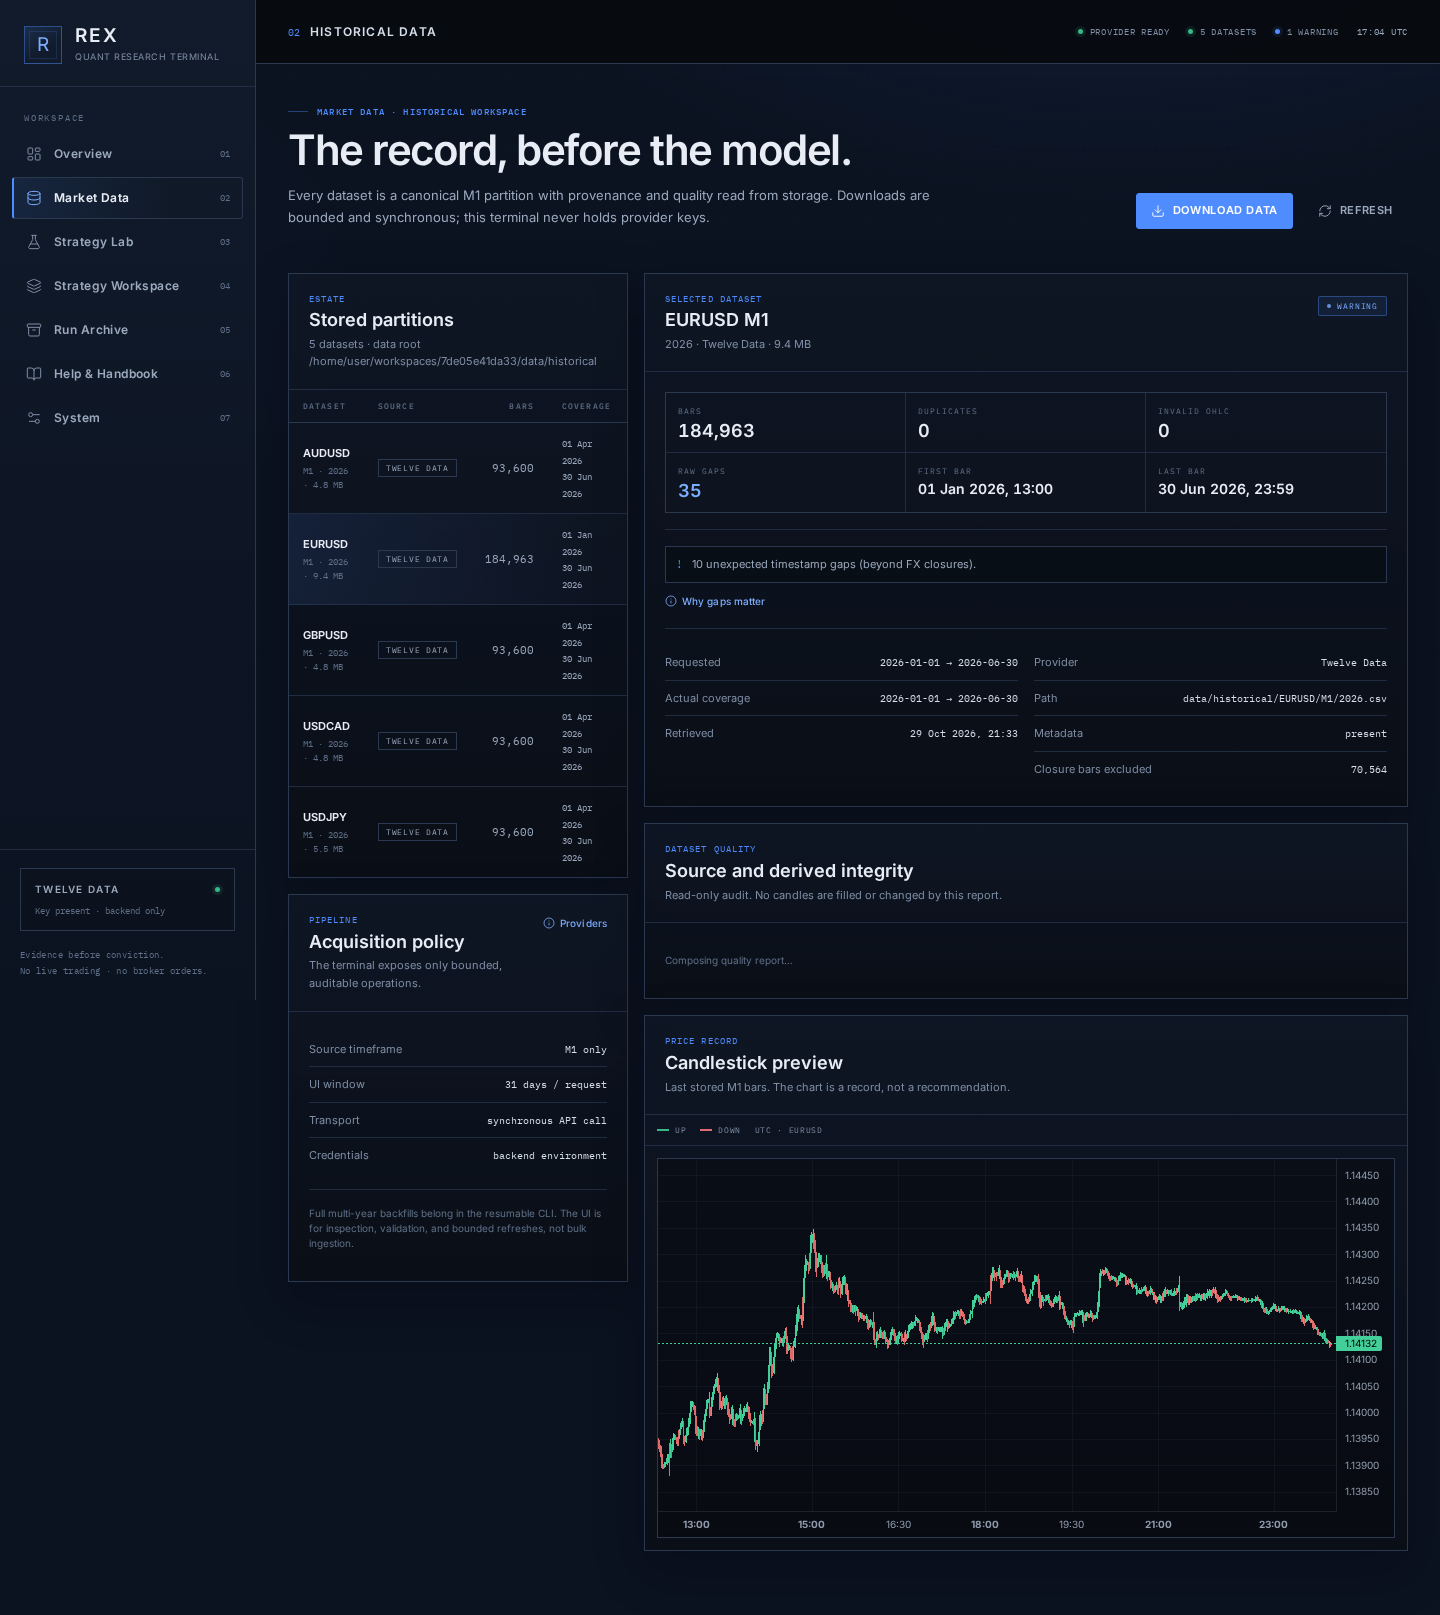 R
REX
QUANT RESEARCH TERMINAL
WORKSPACE
Overview 01
Market Data 02
Strategy Lab 03
Strategy Workspace 04
Run Archive 05
Help & Handbook 06
System 07
TWELVE DATA
Key present · backend only
Evidence before conviction.
No live trading · no broker orders.
02 HISTORICAL DATA
PROVIDER READY 5 DATASETS 1 WARNING 17:04 UTC
MARKET DATA · HISTORICAL WORKSPACE
The record, before the model.
Every dataset is a canonical M1 partition with provenance and quality read from storage. Downloads are
bounded and synchronous; this terminal never holds provider keys.
DOWNLOAD DATA REFRESH
ESTATE
Stored partitions
5 datasets · data root
/home/user/workspaces/7de05e41da33/data/historical
DATASET SOURCE BARS COVERAGE
AUDUSD
M1 · 2026
· 4.8 MB
TWELVE DATA
93,600
01 Apr
2026
30 Jun
2026
EURUSD
M1 · 2026
· 9.4 MB
TWELVE DATA
184,963
01 Jan
2026
30 Jun
2026
GBPUSD
M1 · 2026
· 4.8 MB
TWELVE DATA
93,600
01 Apr
2026
30 Jun
2026
USDCAD
M1 · 2026
· 4.8 MB
TWELVE DATA
93,600
01 Apr
2026
30 Jun
2026
USDJPY
M1 · 2026
· 5.5 MB
TWELVE DATA
93,600
01 Apr
2026
30 Jun
2026
PIPELINE
Providers
Acquisition policy
The terminal exposes only bounded,
auditable operations.
Source timeframe M1 only
UI window 31 days / request
Transport synchronous API call
Credentials backend environment
Full multi-year backfills belong in the resumable CLI. The UI is
for inspection, validation, and bounded refreshes, not bulk
ingestion.
SELECTED DATASET
EURUSD M1
2026 · Twelve Data · 9.4 MB
WARNING
BARS
184,963
DUPLICATES
0
INVALID OHLC
0
RAW GAPS
35
FIRST BAR
01 Jan 2026, 13:00
LAST BAR
30 Jun 2026, 23:59
! 10 unexpected timestamp gaps (beyond FX closures).
Why gaps matter
Requested 2026-01-01 → 2026-06-30
Actual coverage 2026-01-01 → 2026-06-30
Retrieved 29 Oct 2026, 21:33
Provider Twelve Data
Path data/historical/EURUSD/M1/2026.csv
Metadata present
Closure bars excluded 70,564
DATASET QUALITY
Source and derived integrity
Read-only audit. No candles are filled or changed by this report.
Composing quality report…
PRICE RECORD
Candlestick preview
Last stored M1 bars. The chart is a record, not a recommendation.
UP DOWN UTC · EURUSD
1.14450
1.14400
1.14350
1.14300
1.14250
1.14200
1.14150
1.14132
1.14100
1.14050
1.14000
1.13950
1.13900
1.13850
13:00 15:00 16:30 18:00 19:30 21:00 23:00